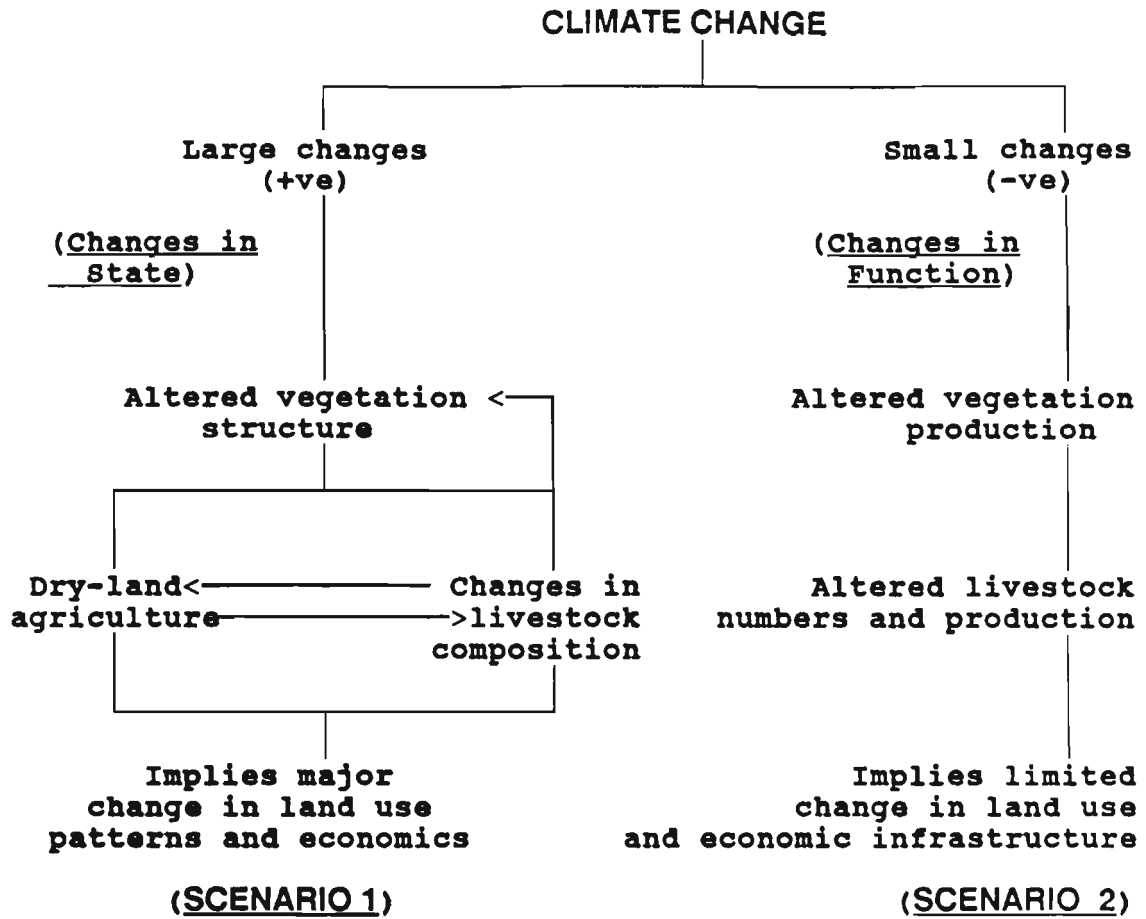 CLIMATE CHANGE
Large changes
(+ve)
(Changes in
State)
Altered vegetation <
structure
Dry-land<
agriculture
Changes in
>livestock
composition
Implies major
change in land use
patterns and economics
(SCENARIO 1)
Small changes
(-ve)
(Changes in
Function)
Altered vegetation
production
Altered livestock
numbers and production
Implies limited
change in land use
and economic infrastructure
(SCENARIO 2)